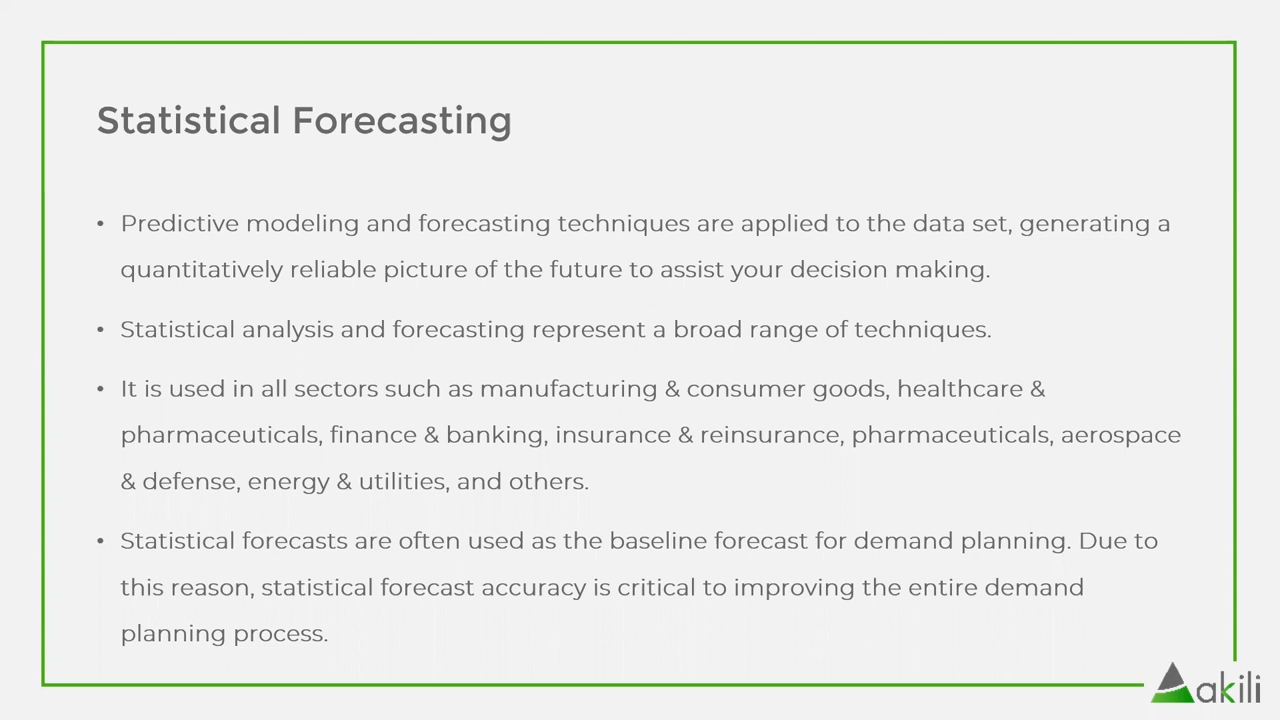 Statistical Forecasting
• Predictive modeling and forecasting techniques are applied to the data set, generating a
quantitatively reliable picture of the future to assist your decision making.
• Statistical analysis and forecasting represent a broad range of techniques.
• It is used in all sectors such as manufacturing & consumer goods, healthcare &
pharmaceuticals, finance & banking, insurance & reinsurance, pharmaceuticals, aerospace
& defense, energy & utilities, and others.
• Statistical forecasts are often used as the baseline forecast for demand planning. Due to
this reason, statistical forecast accuracy is critical to improving the entire demand
planning process.
akili